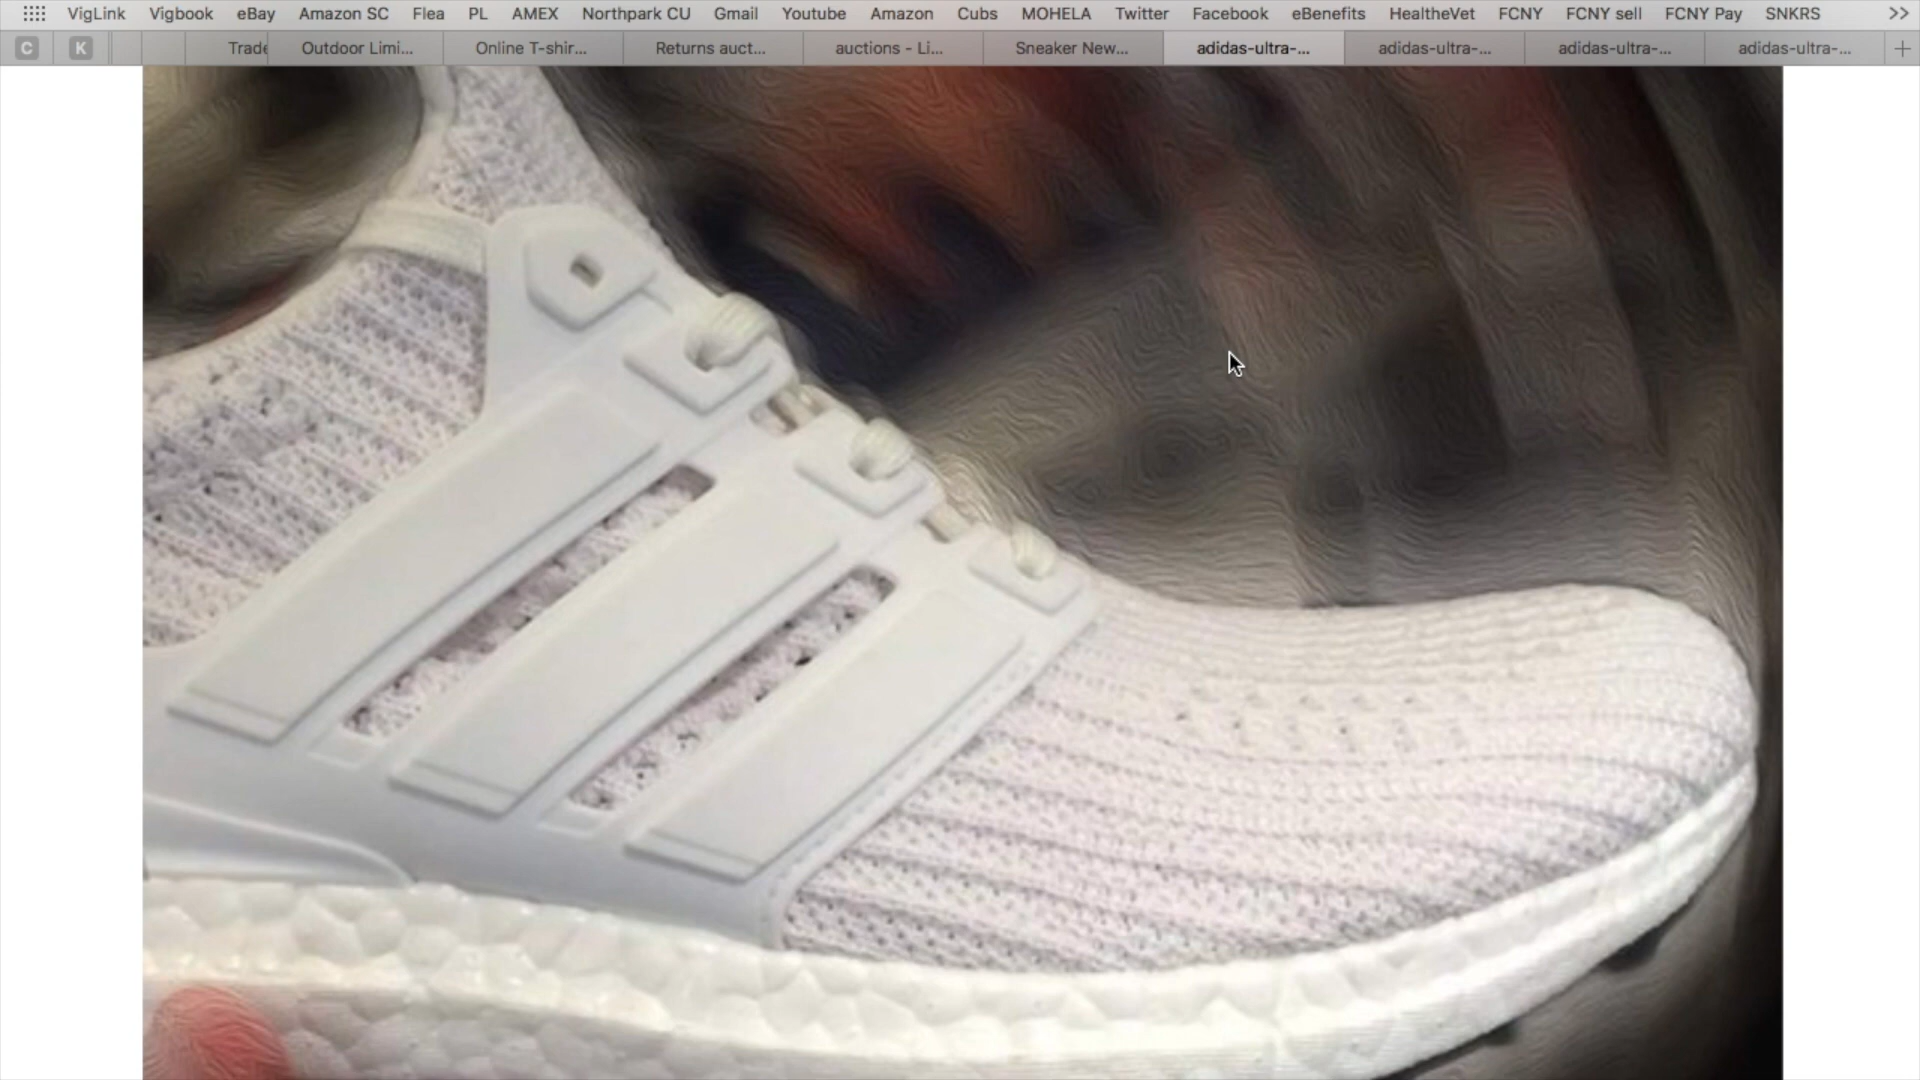 VigLink Vigbook eBay Amazon SC Flea PL AMEX Northpark CU Gmail Youtube Amazon Cubs MOHELA Twitter Facebook eBenefits HealtheVet FCNY FCNY sell FCNY Pay SNKRS >>
C K Trade Outdoor Limi... Online T-shir... Returns auct... auctions - Li... Sneaker New... adidas-ultra-... adidas-ultra-... adidas-ultra-... adidas-ultra-... +